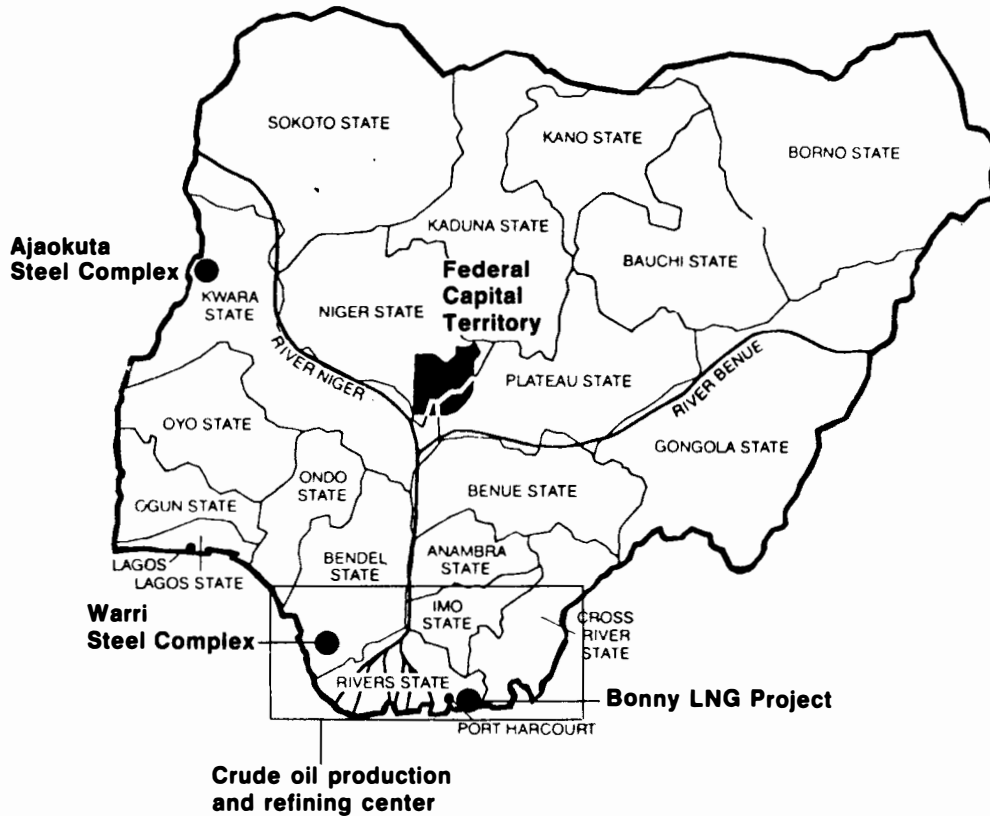 SOKOTO STATE
KANO STATE
BORNO STATE
KADUNA STATE
BAUCHI STATE
Ajaokuta
Steel Complex
KWARA
STATE
NIGER STATE
Federal
Capital
Territory
RIVER NIGER
PLATEAU STATE
RIVER BENUE
GONGOLA STATE
OYO STATE
ONDO
STATE
BENUE STATE
OGUN STATE
LAGOS
LAGOS STATE
BENDEL
STATE
ANAMBRA
STATE
IMO
STATE
CROSS
RIVER
STATE
Warri
Steel Complex
RIVERS STATE
Bonny LNG Project
PORT HARCOURT
Crude oil production
and refining center